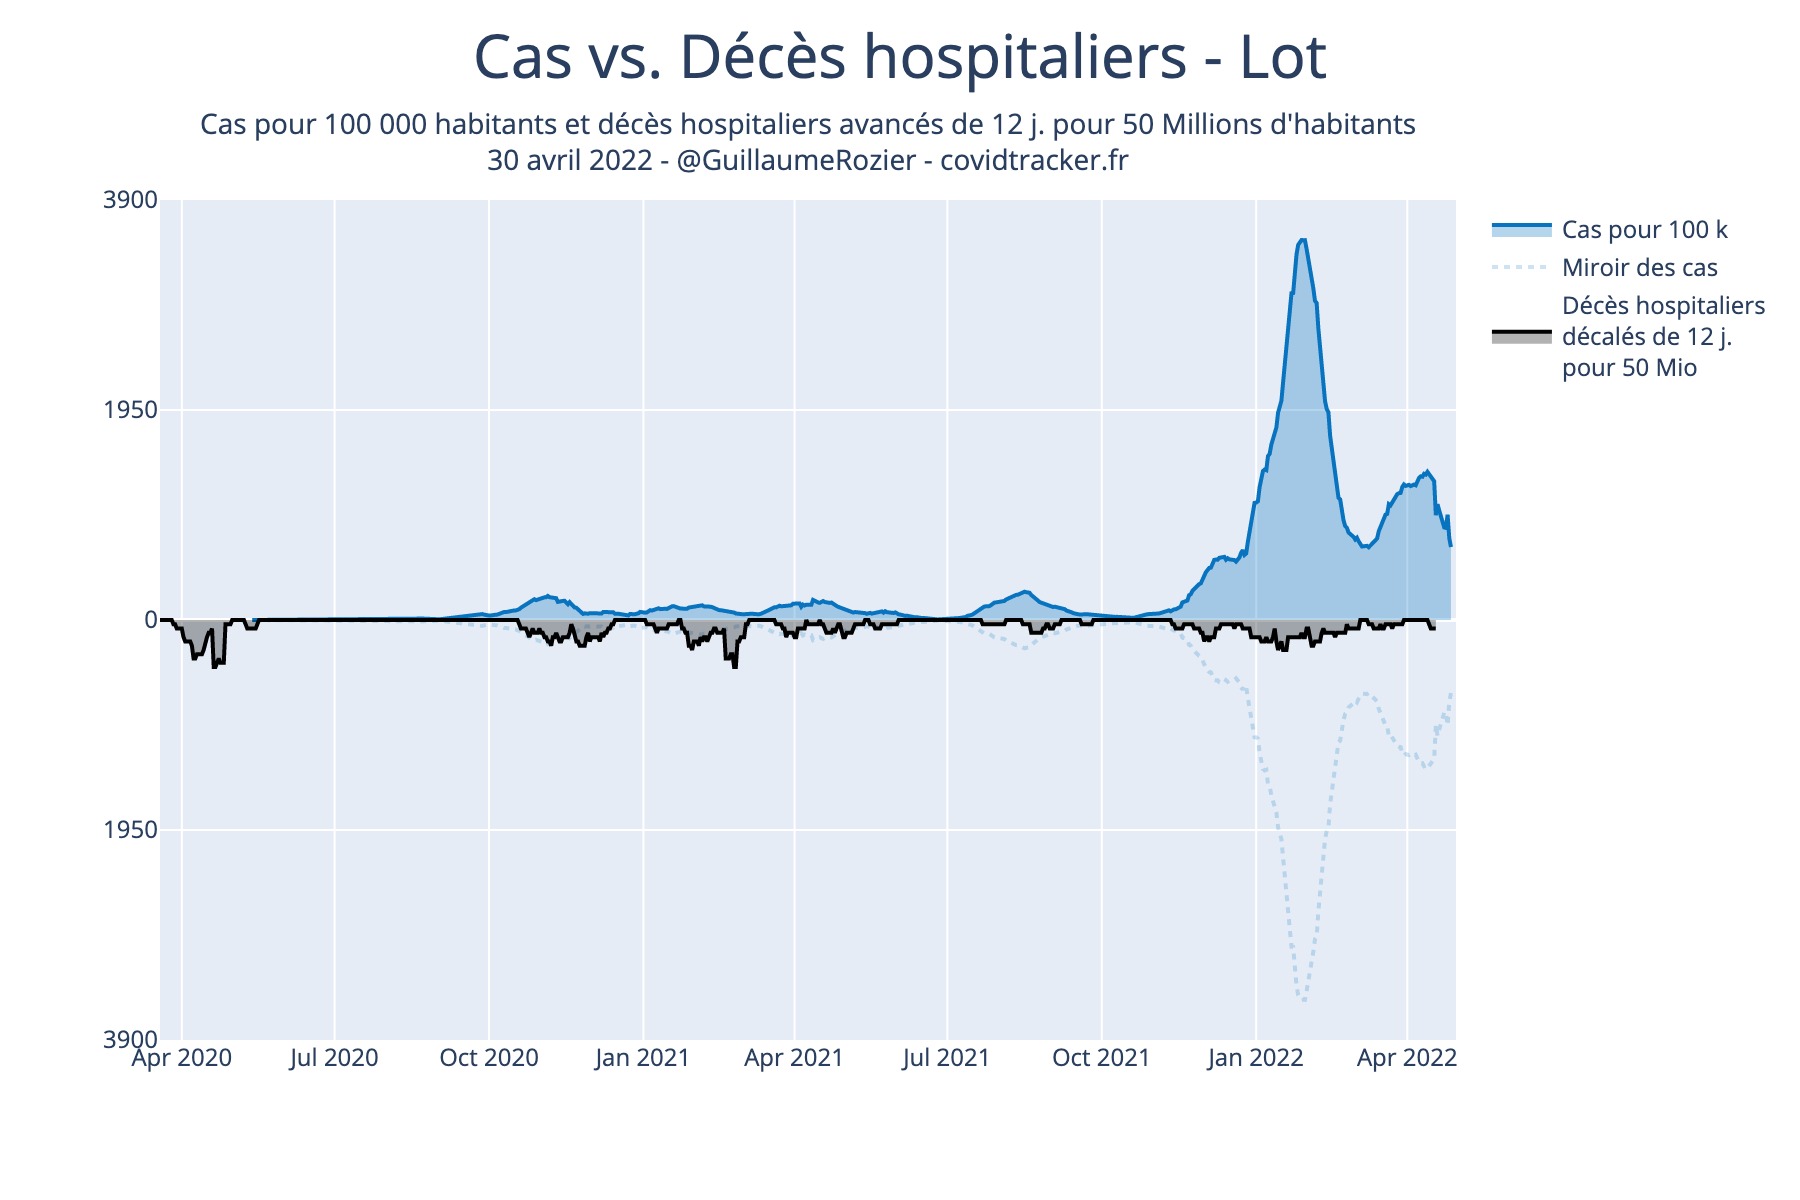 Cas vs. Décès hospitaliers - Lot
Cas pour 100 000 habitants et décès hospitaliers avancés de 12 j. pour 50 Millions d'habitants
30 avril 2022 - @GuillaumeRozier - covidtracker.fr
3900
1950
0
1950
3900
Apr 2020 Jul 2020 Oct 2020 Jan 2021 Apr 2021 Jul 2021 Oct 2021 Jan 2022 Apr 2022
Cas pour 100 k
Miroir des cas
Décès hospitaliers
décalés de 12 j.
pour 50 Mio